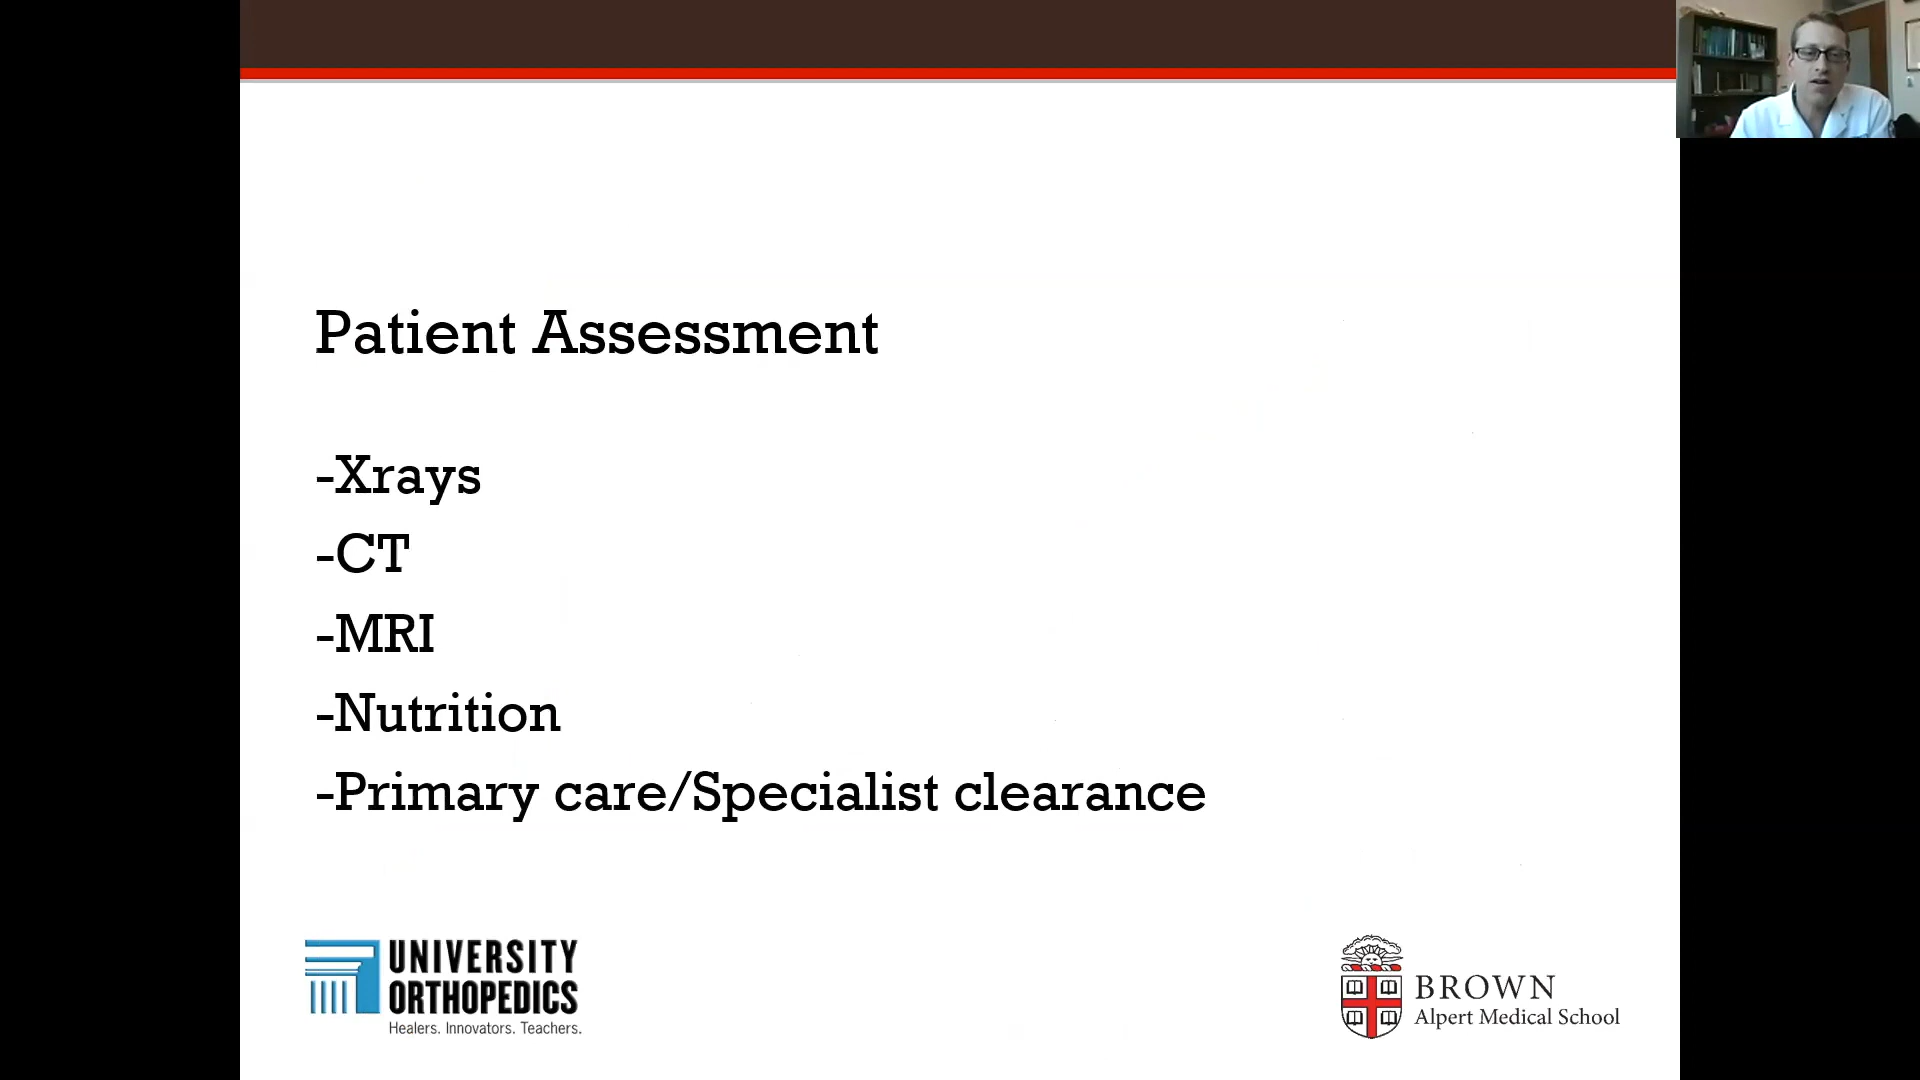 Patient Assessment
-Xrays
-CT
-MRI
-Nutrition
-Primary care/Specialist clearance
UNIVERSITY
ORTHOPEDICS
Healers. Innovators. Teachers.
BROWN
Alpert Medical School